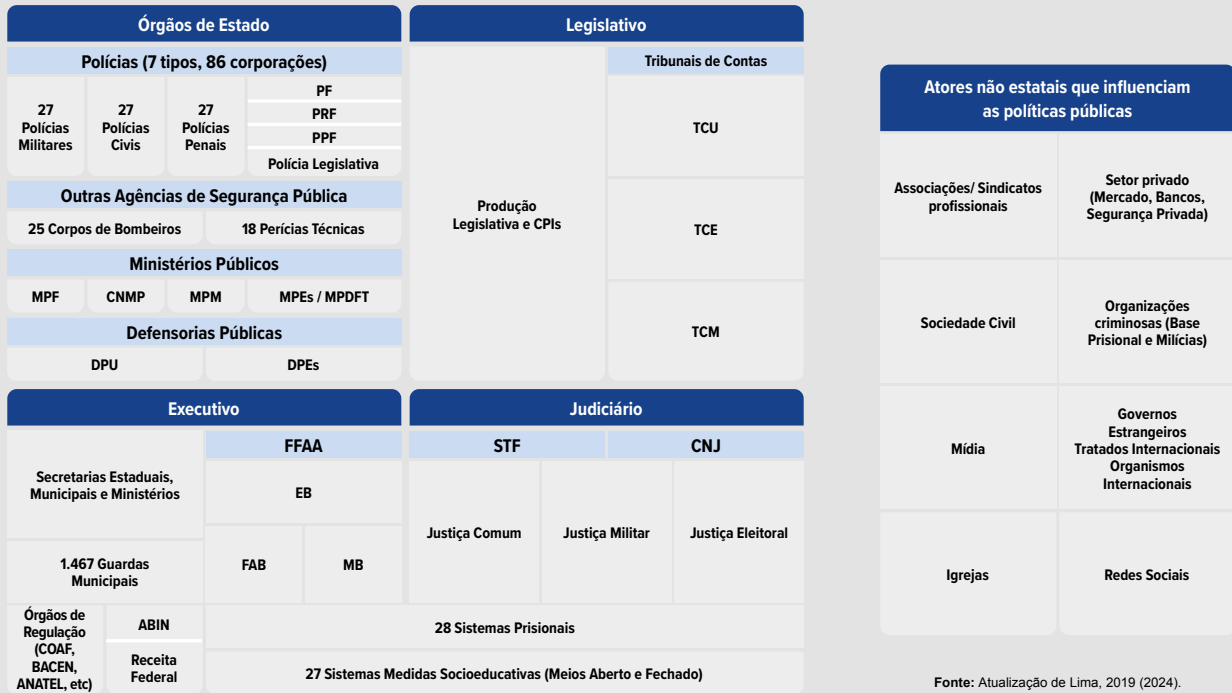 Órgãos de Estado
Polícias (7 tipos, 86 corporações)
27
Polícias
Militares
27
Polícias
Civis
27
Polícias
Penais
PF
PRF
PPF
Polícia Legislativa
Outras Agências de Segurança Pública
25 Corpos de Bombeiros
18 Perícias Técnicas
Ministérios Públicos
MPF
CNMP
MPM
MPEs / MPDFT
Defensorias Públicas
DPU
DPEs
Legislativo
Produção
Legislativa e CPIs
Tribunais de Contas
TCU
TCE
TCM
Executivo
Secretarias Estaduais,
Municipais e Ministérios
1.467 Guardas
Municipais
FFAA
EB
FAB
MB
Judiciário
STF
CNJ
Justiça Comum
Justiça Militar
Justiça Eleitoral
Órgãos de
Regulação
(COAF,
BACEN,
ANATEL, etc)
ABIN
Receita
Federal
28 Sistemas Prisionais
27 Sistemas Medidas Socioeducativas (Meios Aberto e Fechado)
Atores não estatais que influenciam
as políticas públicas
Associações/ Sindicatos
profissionais
Setor privado
(Mercado, Bancos,
Segurança Privada)
Sociedade Civil
Organizações
criminosas (Base
Prisional e Milícias)
Mídia
Governos
Estrangeiros
Tratados Internacionais
Organismos
Internacionais
Igrejas
Redes Sociais
Fonte: Atualização de Lima, 2019 (2024).